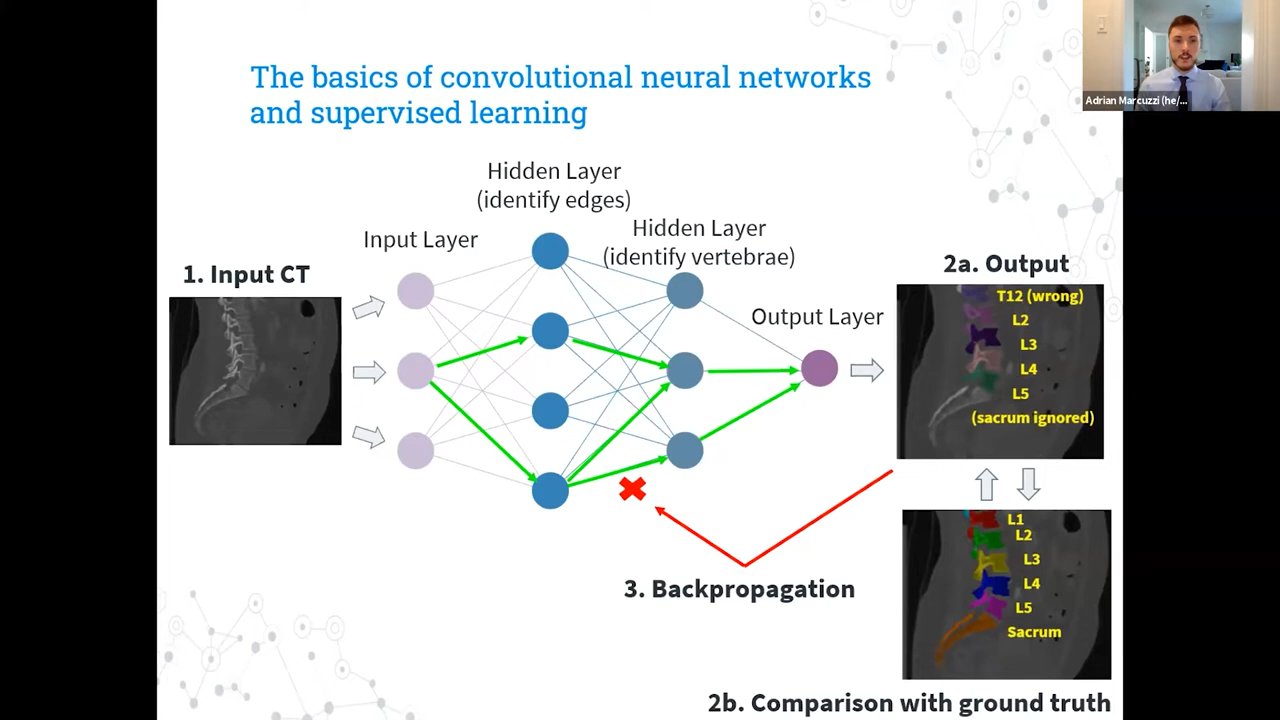 The basics of convolutional neural networks
and supervised learning
Adrian Marcuzzi (he/...
Hidden Layer
(identify edges)
Hidden Layer
(identify vertebrae)
Input Layer
1. Input CT
Output Layer
2a. Output
T12 (wrong)
L2
L3
L4
L5
(sacrum ignored)
L1
L2
L3
L4
L5
Sacrum
3. Backpropagation
2b. Comparison with ground truth